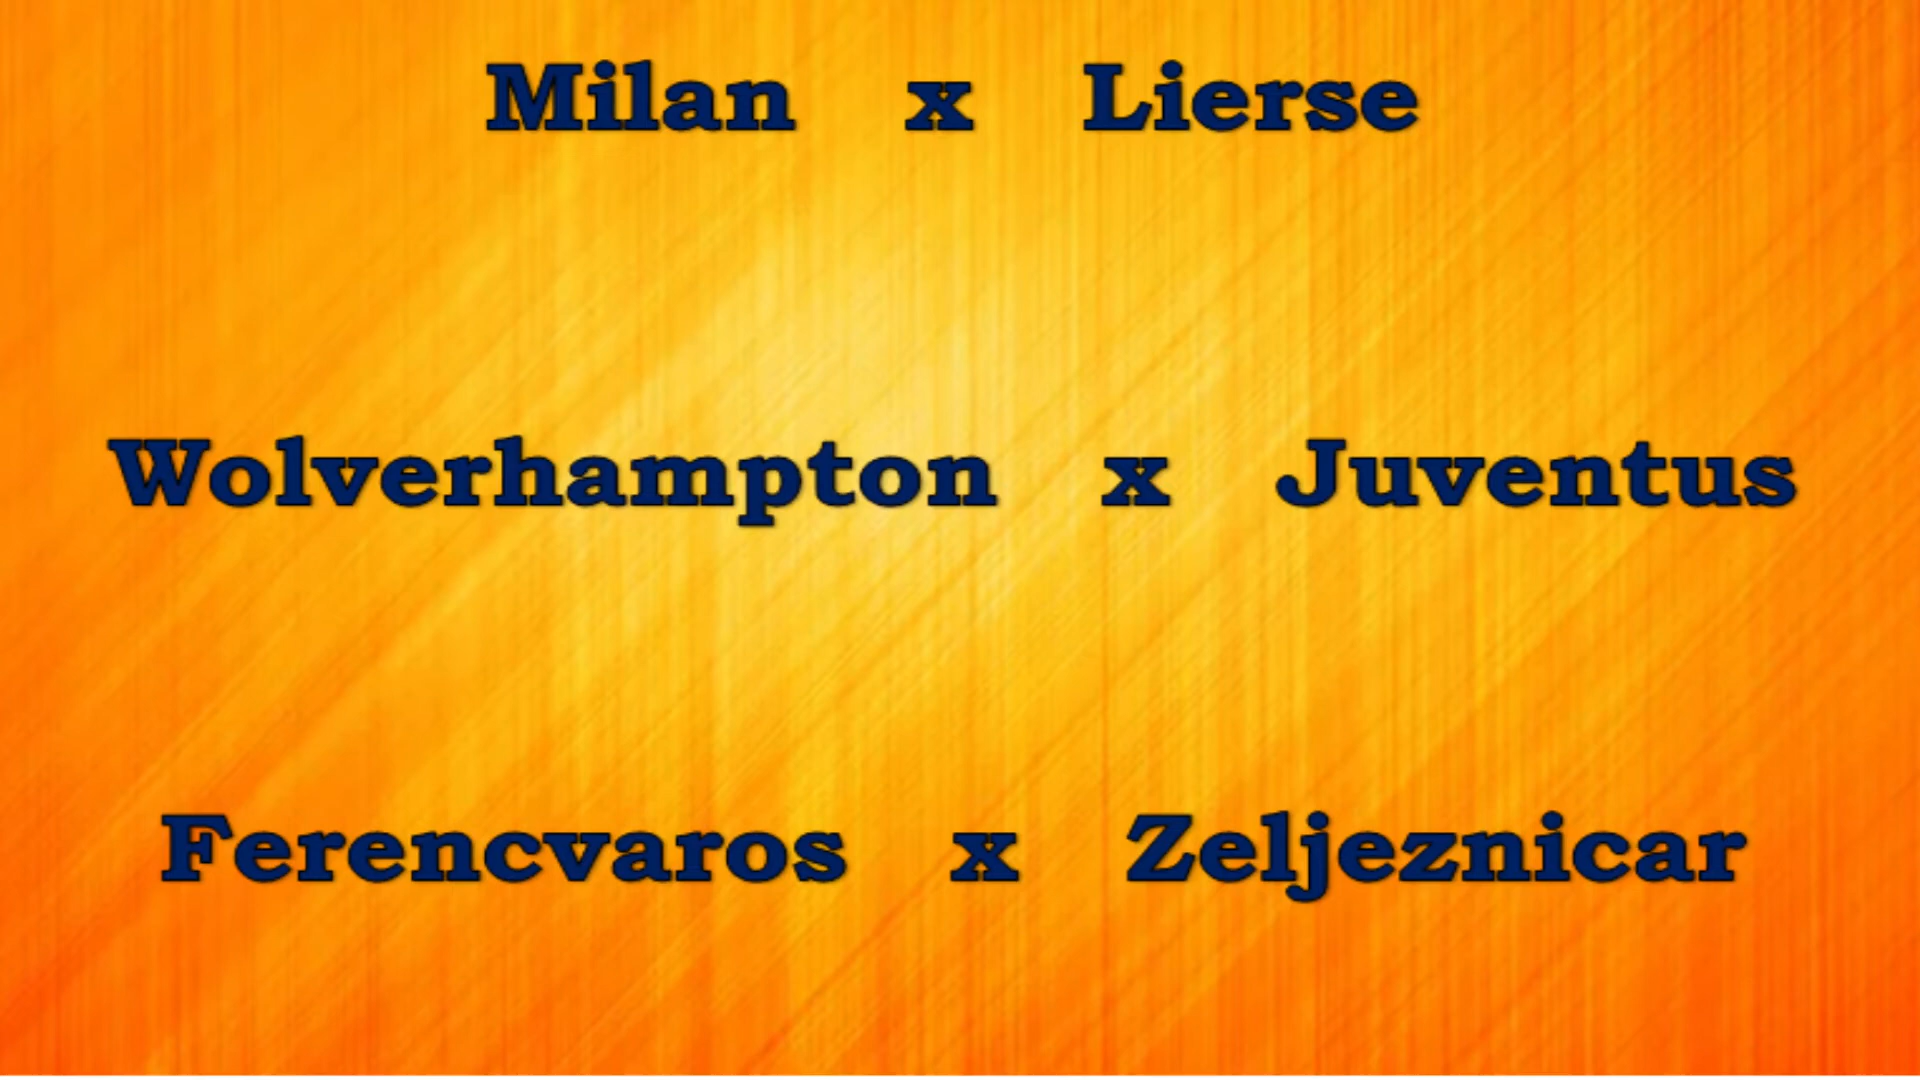 Milan x Lierse
Wolverhampton x Juventus
Ferencvaros x Zeljeznicar